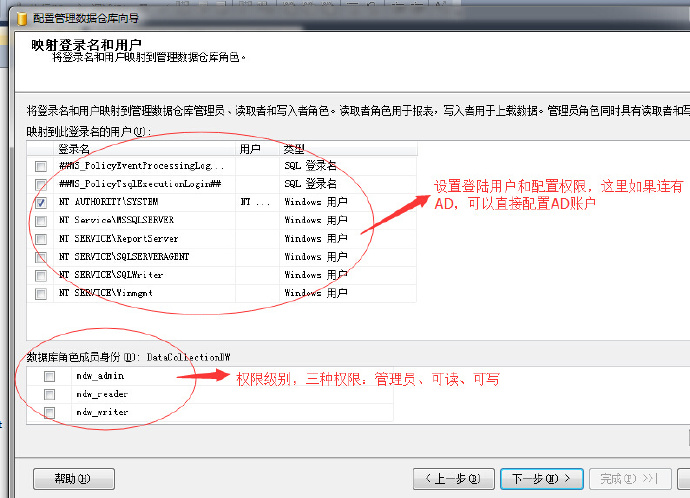 配置管理数据仓库向导
映射登录名和用户
将登录名和用户映射到管理数据仓库角色。
将登录名和用户映射到管理数据仓库管理员、读取者和写入者角色。读取者角色用于报表，写入者用于上载数据。管理员角色同时具有读取者和写
映射到此登录名的用户(U):
登录名 用户 类型
##MS_PolicyEventProcessingLog... SQL 登录名
##MS_PolicyTsqlExecutionLogin## SQL 登录名
NT AUTHORITY\SYSTEM NT ... Windows 用户
NT Service\MSSQLSERVER Windows 用户
NT SERVICE\ReportServer Windows 用户
NT SERVICE\SQLSERVERAGENT Windows 用户
NT SERVICE\SQLWriter Windows 用户
NT SERVICE\Winmgmt Windows 用户
设置登陆用户和配置权限，这里如果连有
AD，可以直接配置AD账户
数据库角色成员身份(D): DataCollectionDW
mdw_admin
mdw_reader
mdw_writer
权限级别，三种权限：管理员、可读、可写
帮助(H) < 上一步(B) 下一步(N) > 完成(F) >>|